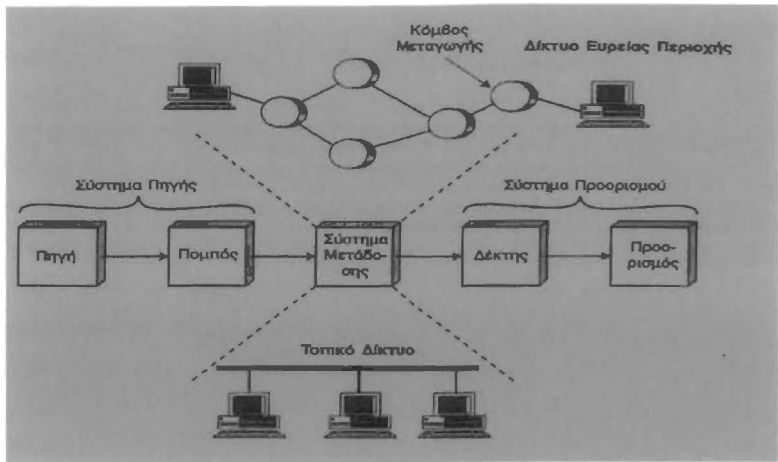 Κόμβος
Μεταγωγής
Δίκτυο Ευρείας Περιοχής
Σύστημα Πηγής
Σύστημα Προορισμού
Πηγή
Πομπός
Σύστημα
Μετάδο-
σης
Δέκτης
Προο-
ρισμός
Τοπικό Δίκτυο